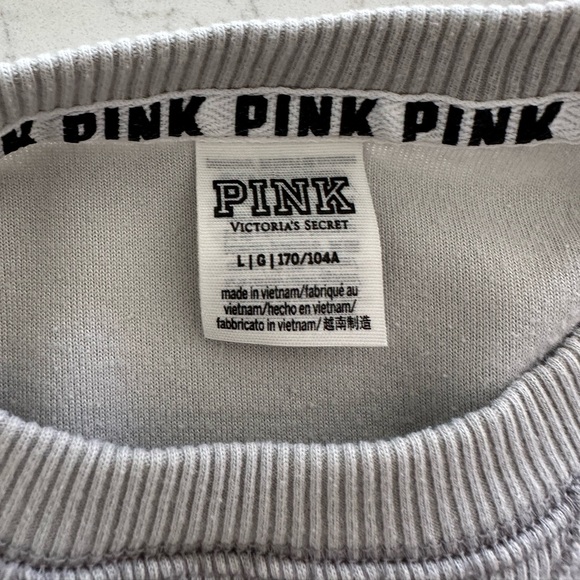 PINK PINK PINK
PINK
VICTORIA'S SECRET
L | G | 170/104A
made in vietnam/fabriqué au
vietnam/hecho en vietnam/
fabbricato in vietnam/越南制造